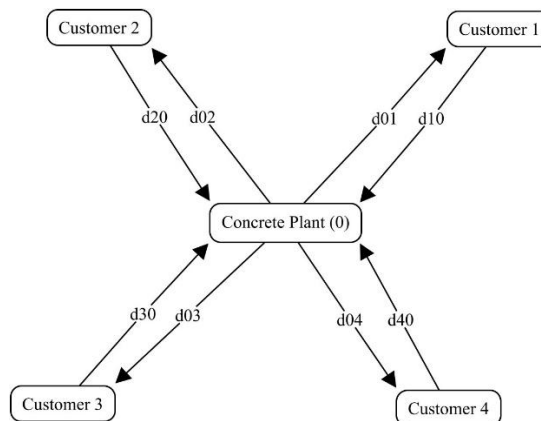 Customer 2
Customer 1
d20
d02
d01
d10
Concrete Plant (0)
d30
d03
d04
d40
Customer 3
Customer 4